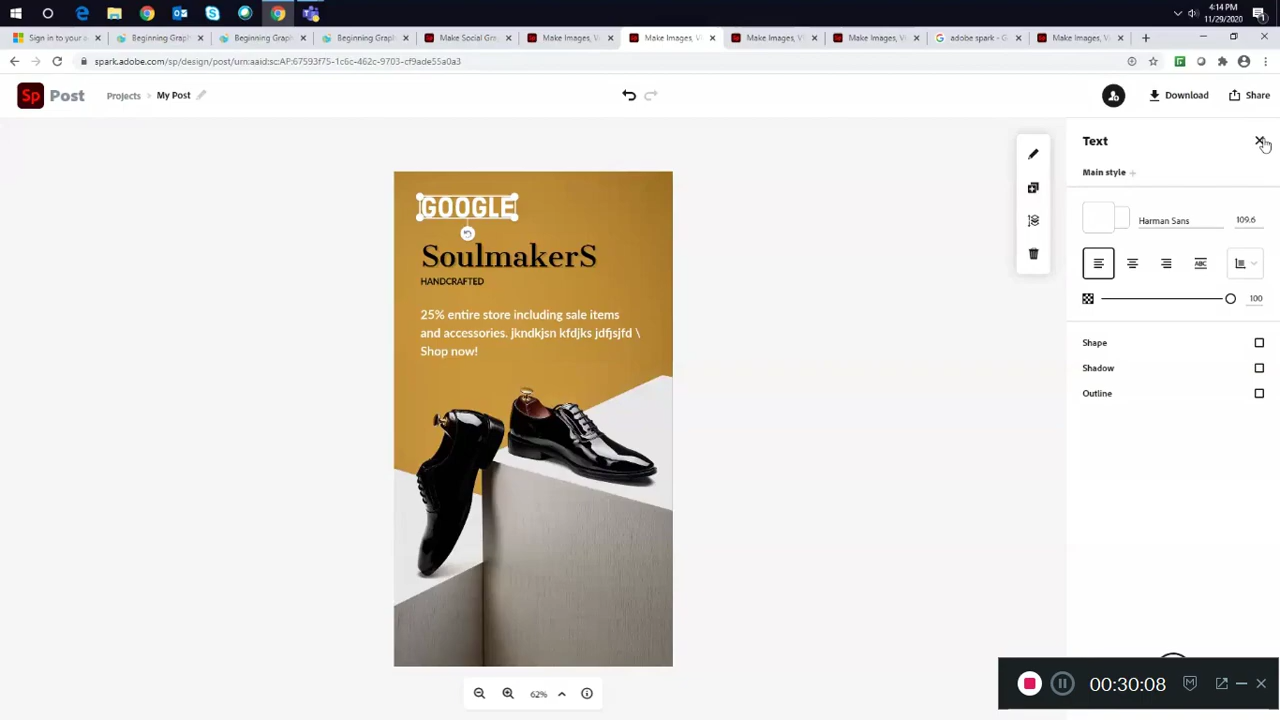 4:14 PM
11/29/2020
Sign in to your a
Beginning Graph
Beginning Graph
Beginning Graph
Make Social Gra
Make Images, V
Make Images, V
Make Images, V
Make Images, V
adobe spark - G
Make Images, V
spark.adobe.com/sp/design/post/urn:aaid:sc:AP:67593f75-1c6c-462c-9703-cf9ade55a0a3
Sp Post Projects > My Post
Download Share
Text
Main style +
Harman Sans 109.6
ABC
100
Shape
Shadow
Outline
GOOGLE
SoulmakerS
HANDCRAFTED
25% entire store including sale items
and accessories. jkndkjsn kfdjks jdfjsjfd \
Shop now!
62%
00:30:08